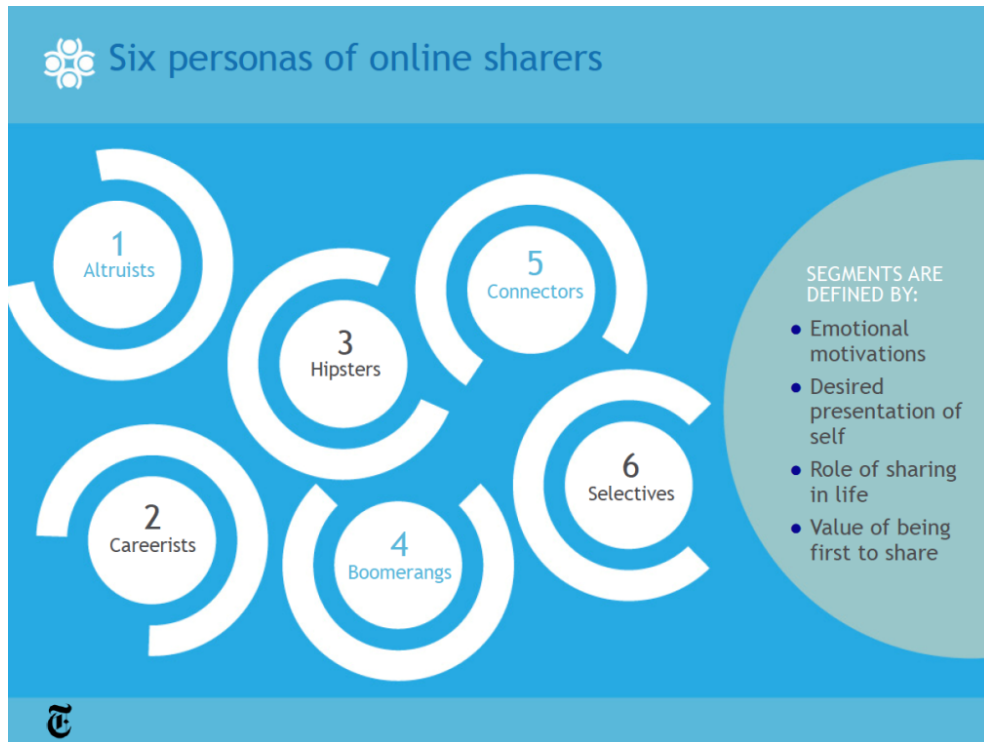 Six personas of online sharers
1
Altruists
2
Careerists
3
Hipsters
4
Boomerangs
5
Connectors
6
Selectives
SEGMENTS ARE
DEFINED BY:
• Emotional
motivations
• Desired
presentation of
self
• Role of sharing
in life
• Value of being
first to share
T